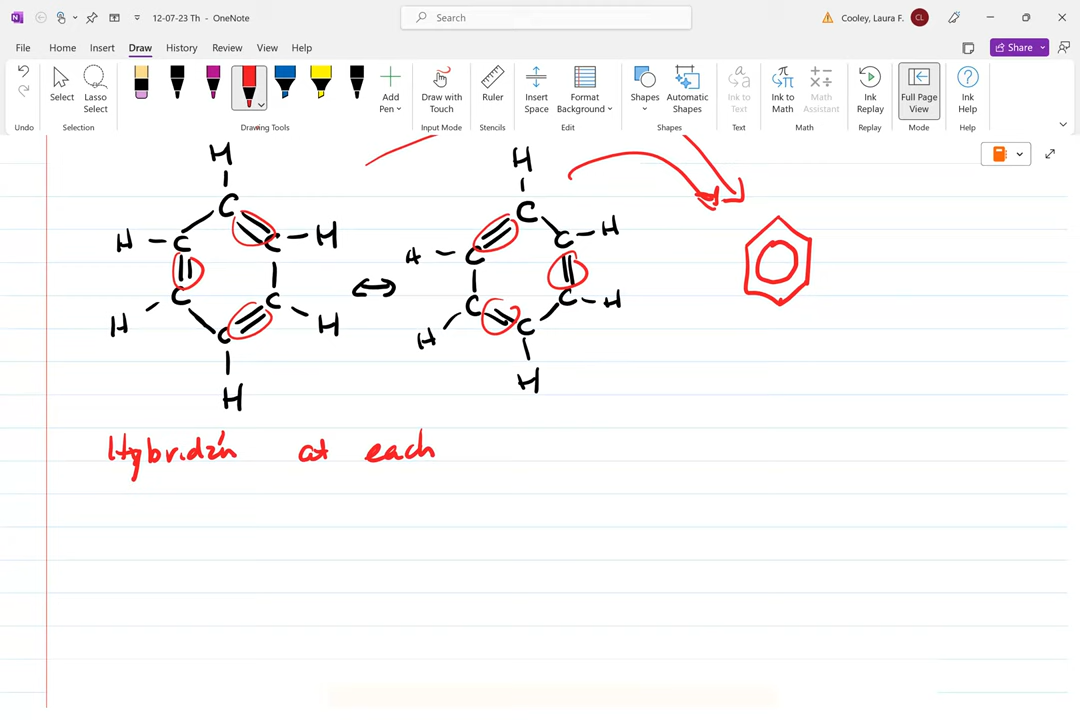 12-07-23 Th - OneNote
Search
Cooley, Laura F.
CL
File Home Insert Draw History Review View Help
Share
Select
Lasso Select
Add Pen
Draw with Touch
Ruler
Insert Space
Format Background
Shapes
Automatic Shapes
Ink to Text
Ink to Math
Math Assistant
Ink Replay
Full Page View
Ink Help
Undo
Selection
Drawing Tools
Input Mode
Stencils
Edit
Shapes
Text
Math
Replay
Mode
Help
H H
C C
H - C C - H H - C C - H
H C C H H C C - H
C C
H H
Hybridz'n at each